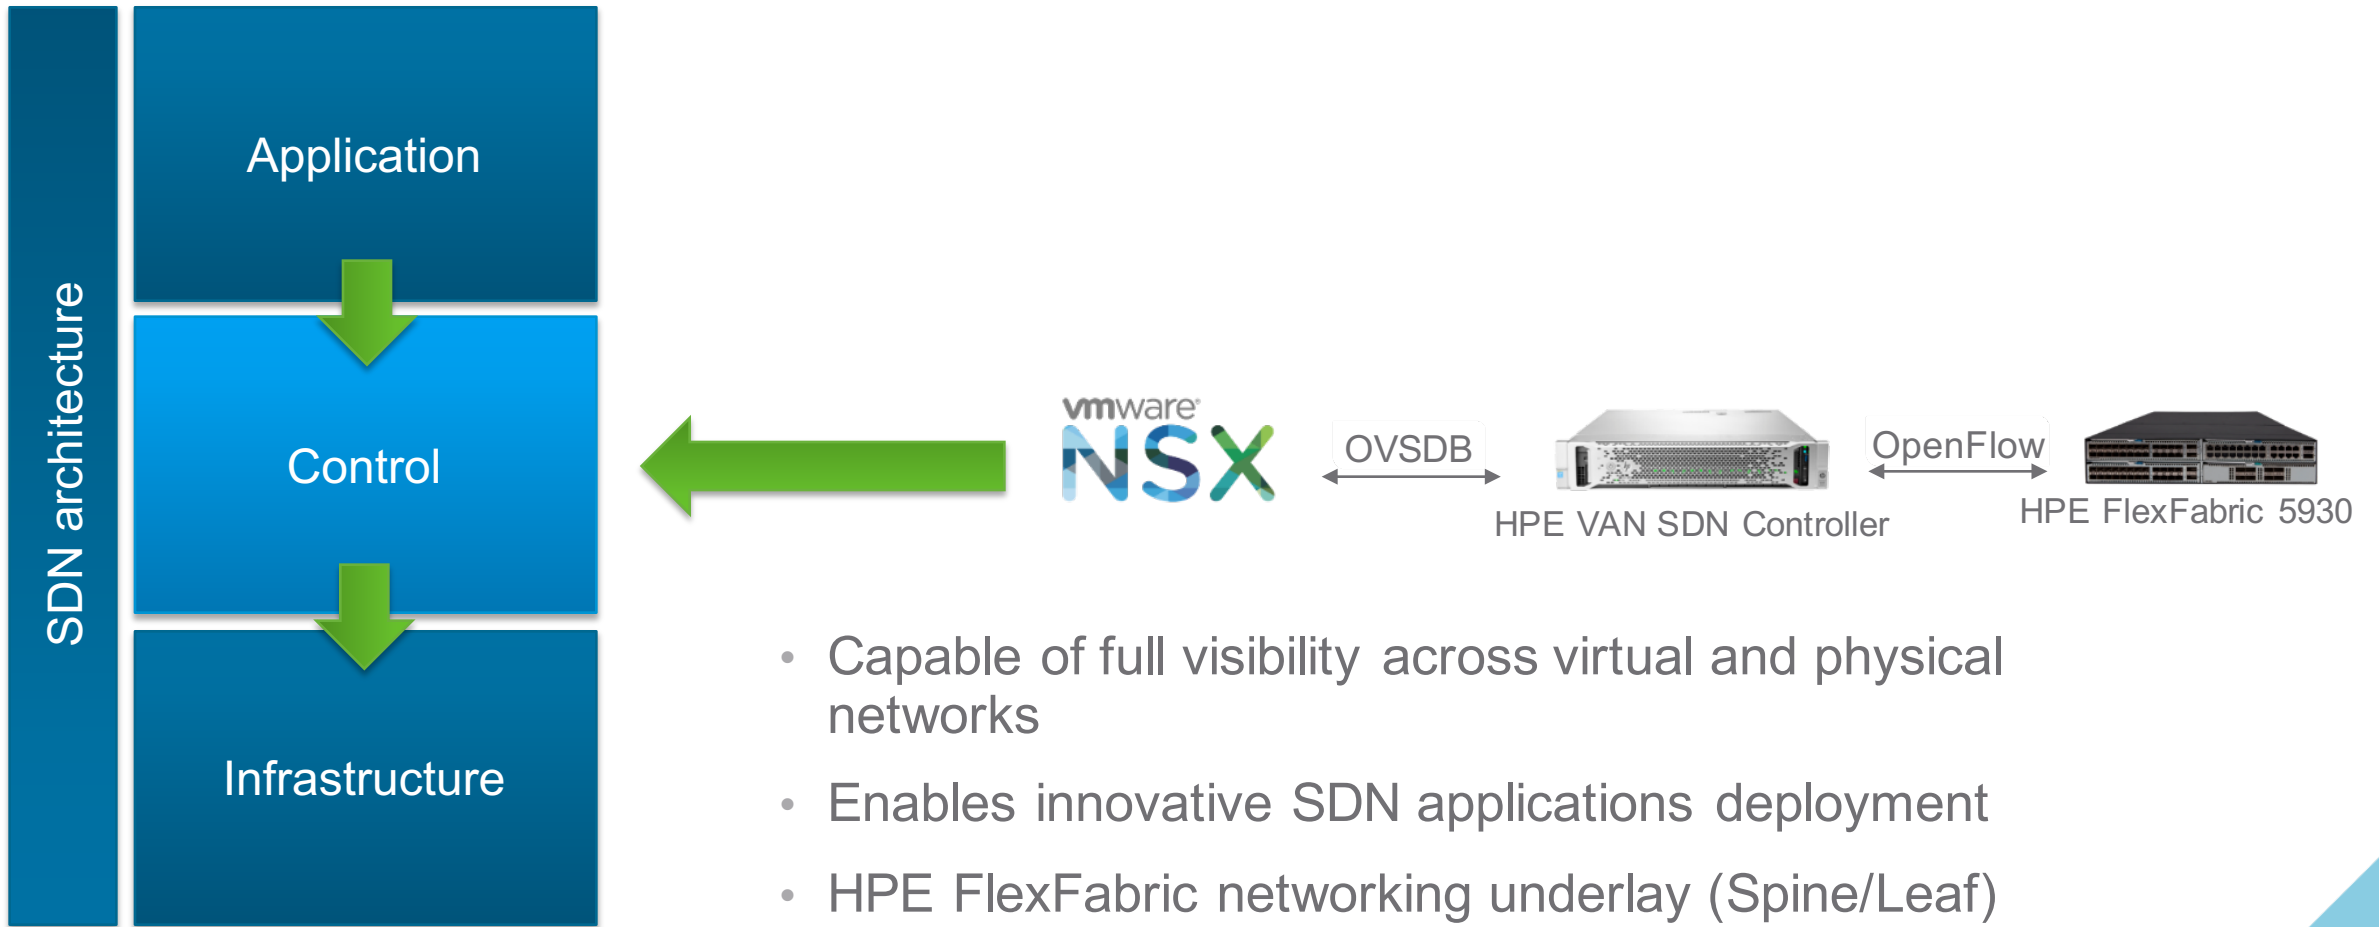 SDN architecture
Application
Control
Infrastructure
vmware
NSX
OVSDB
HPE VAN SDN Controller
OpenFlow
HPE FlexFabric 5930
• Capable of full visibility across virtual and physical
networks
• Enables innovative SDN applications deployment
• HPE FlexFabric networking underlay (Spine/Leaf)